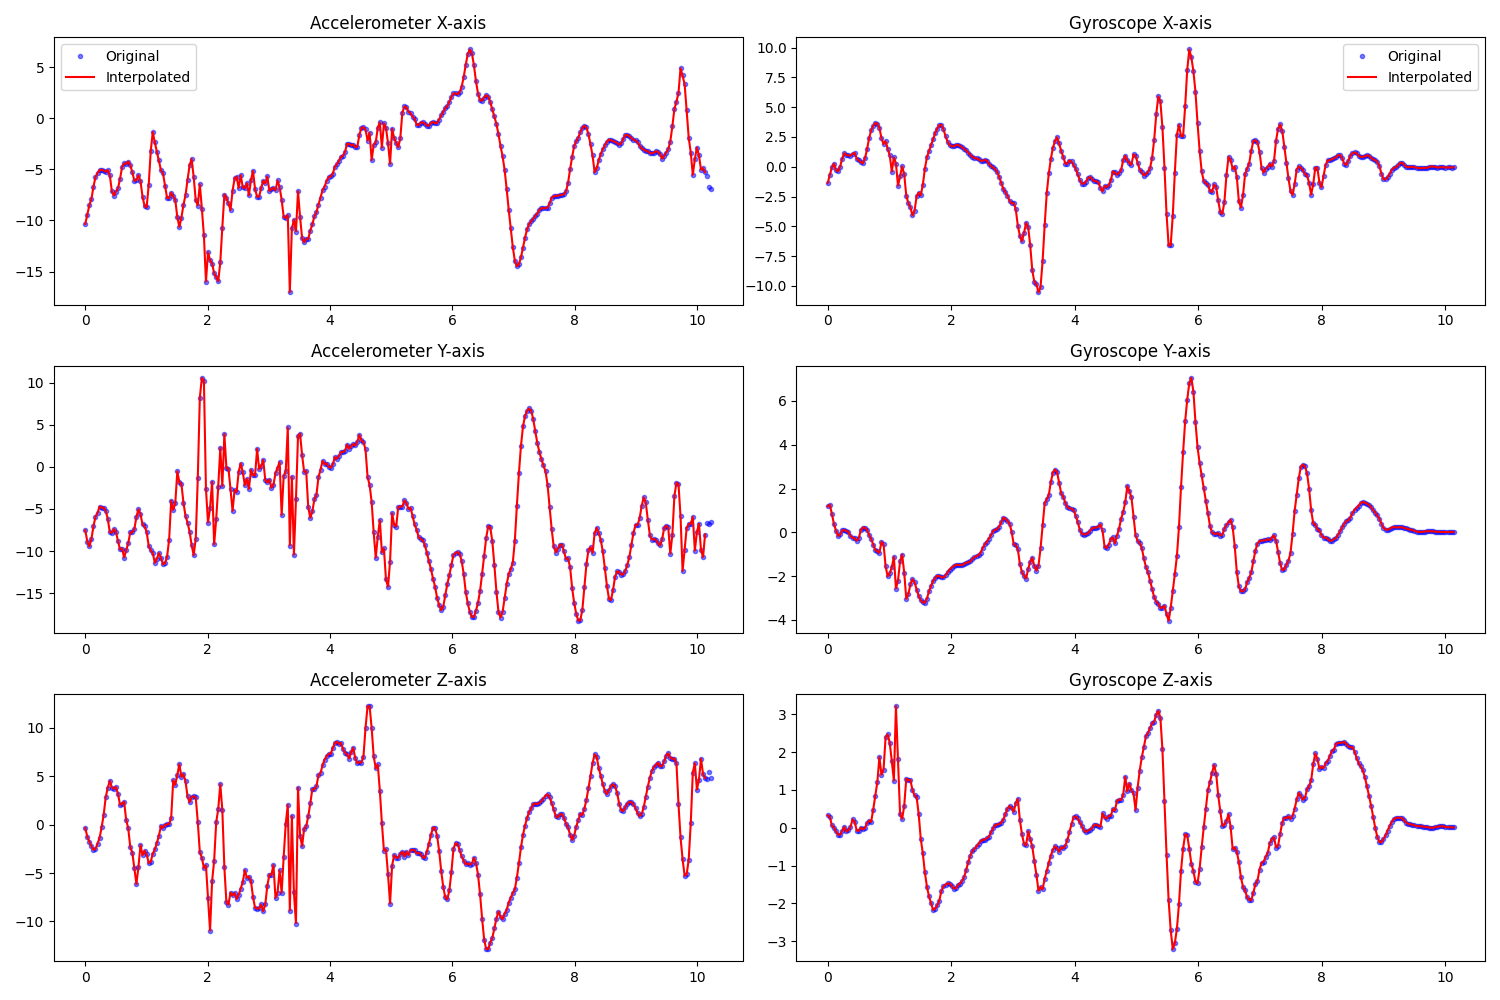 Accelerometer X-axis
Original
Interpolated
5
0
−5
−10
−15
0 2 4 6 8 10
Gyroscope X-axis
Original
Interpolated
10.0
7.5
5.0
2.5
0.0
−2.5
−5.0
−7.5
−10.0
0 2 4 6 8 10
Accelerometer Y-axis
10
5
0
−5
−10
−15
0 2 4 6 8 10
Gyroscope Y-axis
6
4
2
0
−2
−4
0 2 4 6 8 10
Accelerometer Z-axis
10
5
0
−5
−10
0 2 4 6 8 10
Gyroscope Z-axis
3
2
1
0
−1
−2
−3
0 2 4 6 8 10